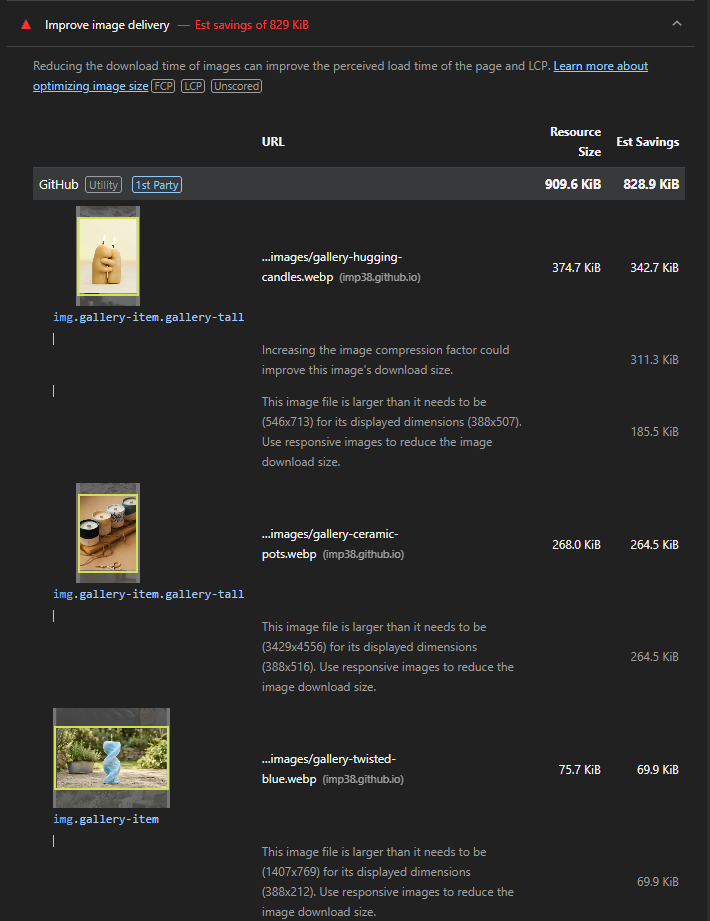 Improve image delivery — Est savings of 829 KiB
Reducing the download time of images can improve the perceived load time of the page and LCP. Learn more about
optimizing image size FCP LCP Unscored
URL Resource Size Est Savings
GitHub Utility 1st Party 909.6 KiB 828.9 KiB
...images/gallery-hugging-
candles.webp (imp38.github.io) 374.7 KiB 342.7 KiB
img.gallery-item.gallery-tall
Increasing the image compression factor could
improve this image's download size. 311.3 KiB
This image file is larger than it needs to be
(546x713) for its displayed dimensions (388x507).
Use responsive images to reduce the image
download size. 185.5 KiB
...images/gallery-ceramic-
pots.webp (imp38.github.io) 268.0 KiB 264.5 KiB
img.gallery-item.gallery-tall
This image file is larger than it needs to be
(3429x4556) for its displayed dimensions
(388x516). Use responsive images to reduce the
image download size. 264.5 KiB
...images/gallery-twisted-
blue.webp (imp38.github.io) 75.7 KiB 69.9 KiB
img.gallery-item
This image file is larger than it needs to be
(1407x769) for its displayed dimensions
(388x212). Use responsive images to reduce the
image download size. 69.9 KiB